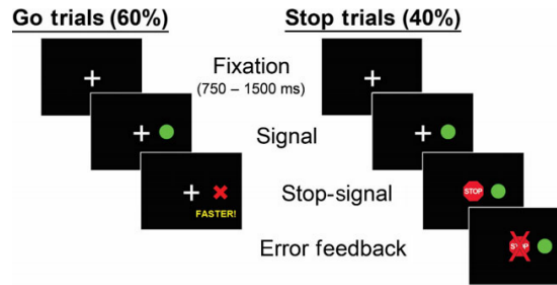 Go trials (60%)
Stop trials (40%)
Fixation
(750 – 1500 ms)
Signal
Stop-signal
STOP
FASTER!
Error feedback